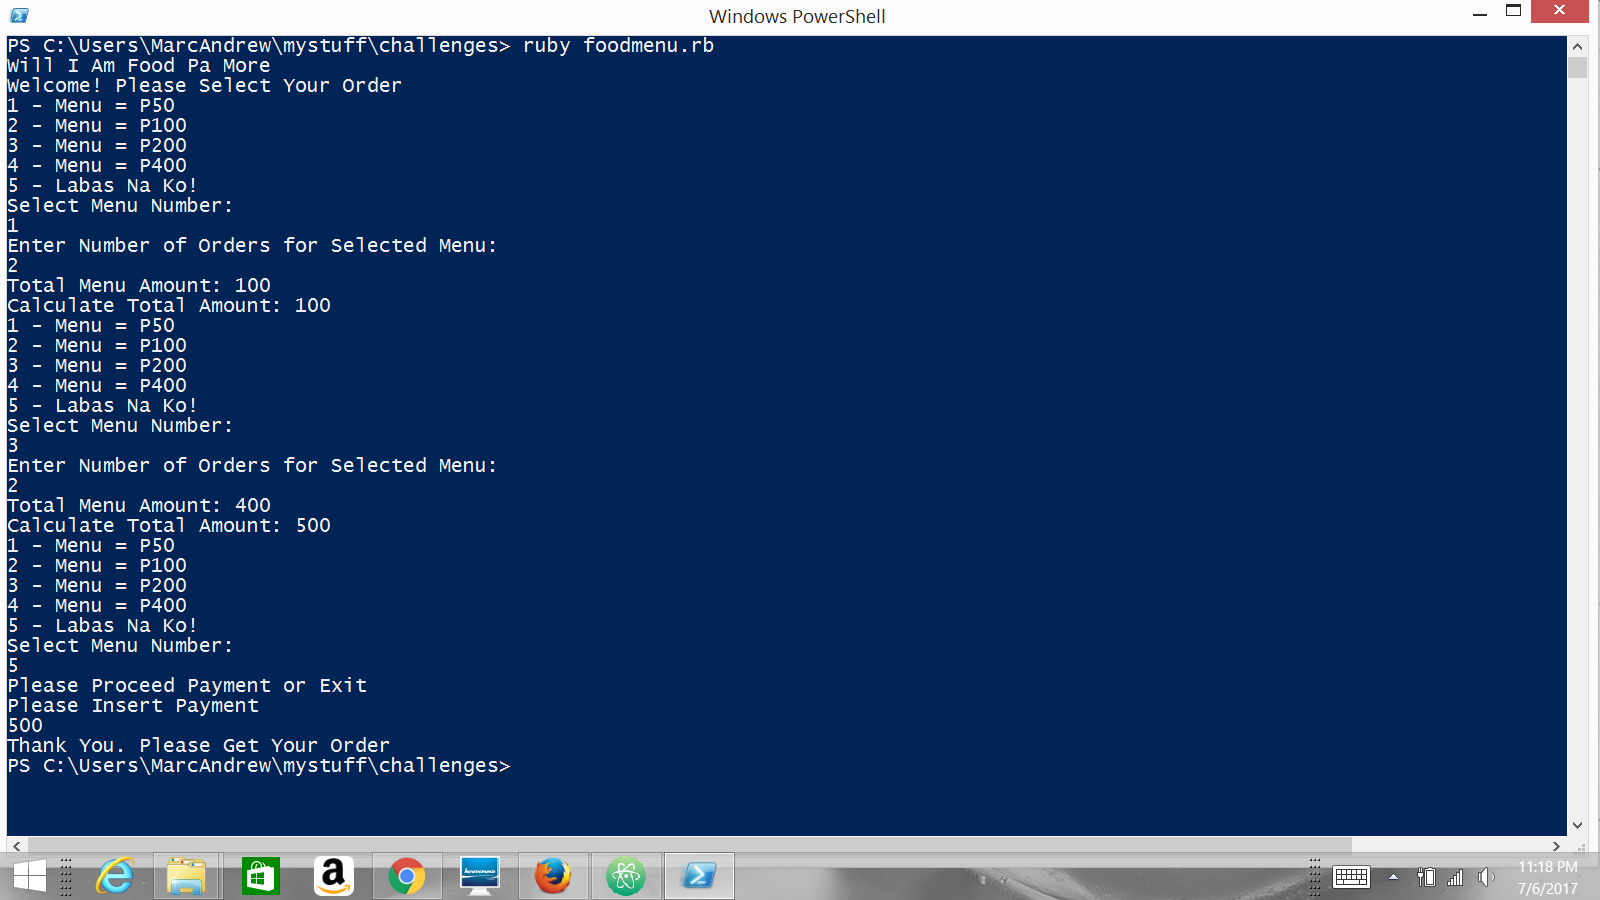 Windows PowerShell
PS C:\Users\MarcAndrew\mystuff\challenges> ruby foodmenu.rb
Will I Am Food Pa More
Welcome! Please Select Your Order
1 - Menu = P50
2 - Menu = P100
3 - Menu = P200
4 - Menu = P400
5 - Labas Na Ko!
Select Menu Number:
1
Enter Number of Orders for Selected Menu:
2
Total Menu Amount: 100
Calculate Total Amount: 100
1 - Menu = P50
2 - Menu = P100
3 - Menu = P200
4 - Menu = P400
5 - Labas Na Ko!
Select Menu Number:
3
Enter Number of Orders for Selected Menu:
2
Total Menu Amount: 400
Calculate Total Amount: 500
1 - Menu = P50
2 - Menu = P100
3 - Menu = P200
4 - Menu = P400
5 - Labas Na Ko!
Select Menu Number:
5
Please Proceed Payment or Exit
Please Insert Payment
500
Thank You. Please Get Your Order
PS C:\Users\MarcAndrew\mystuff\challenges>
11:18 PM
7/6/2017